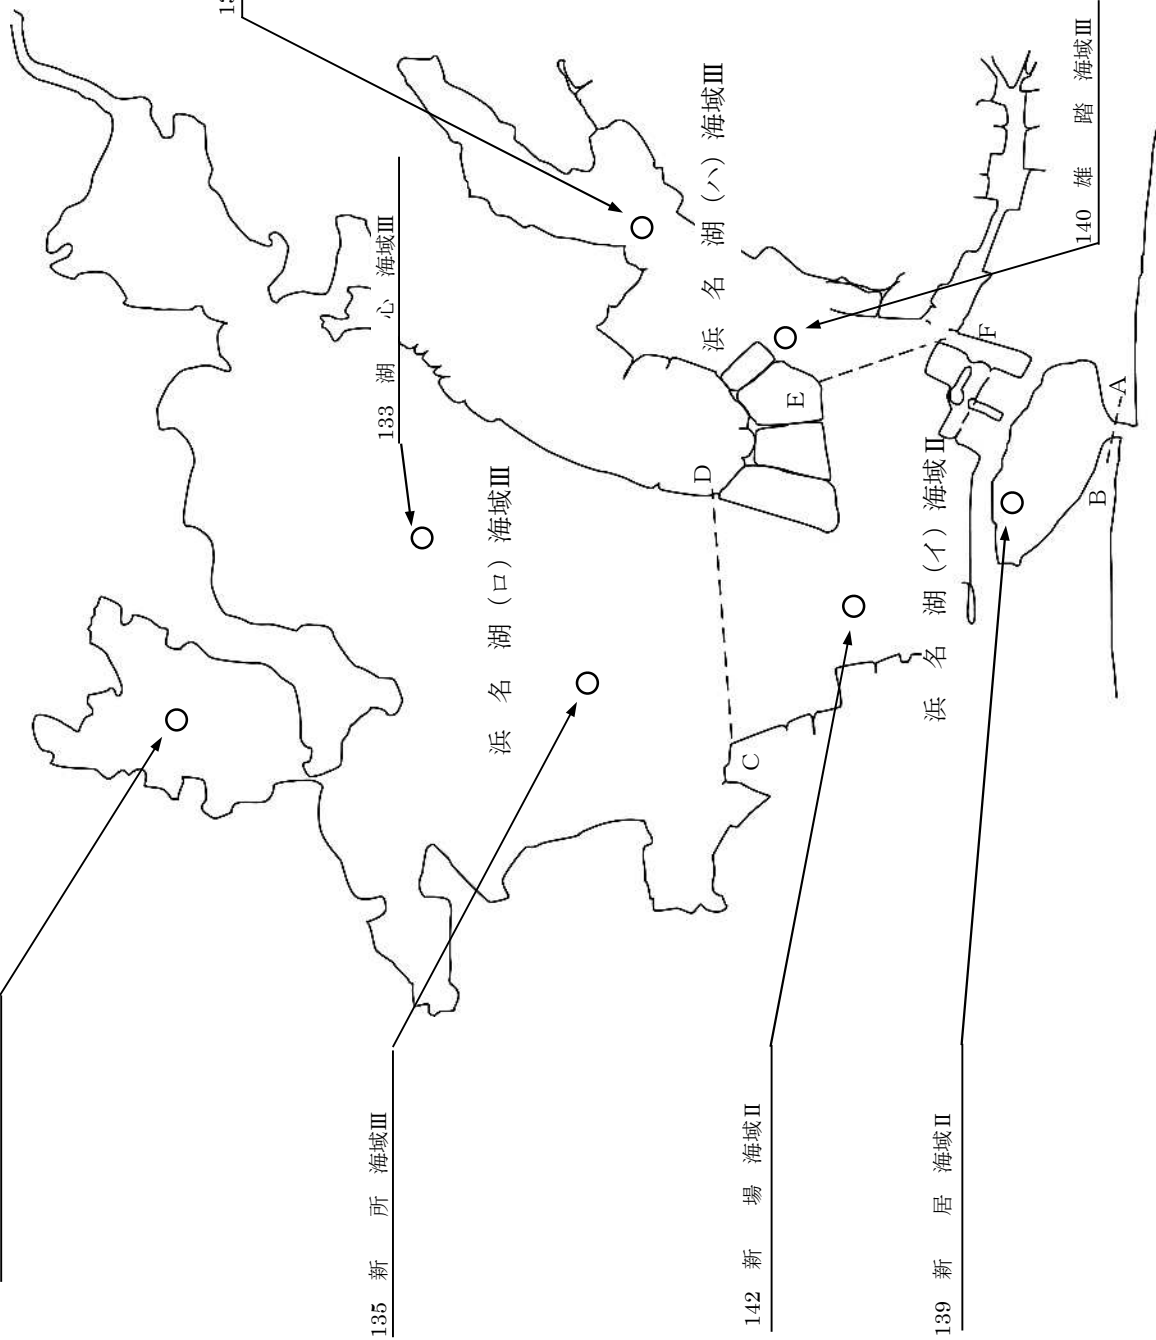 133 湖 心 海域Ⅲ
浜 名 湖（ハ）海域Ⅲ
140 雄 踏 海域Ⅲ
浜 名 湖（ロ）海域Ⅲ
浜 名 湖（イ）海域Ⅱ
A
B
C
D
E
F
135 新 所 海域Ⅲ
142 新 場 海域Ⅱ
139 新 居 海域Ⅱ